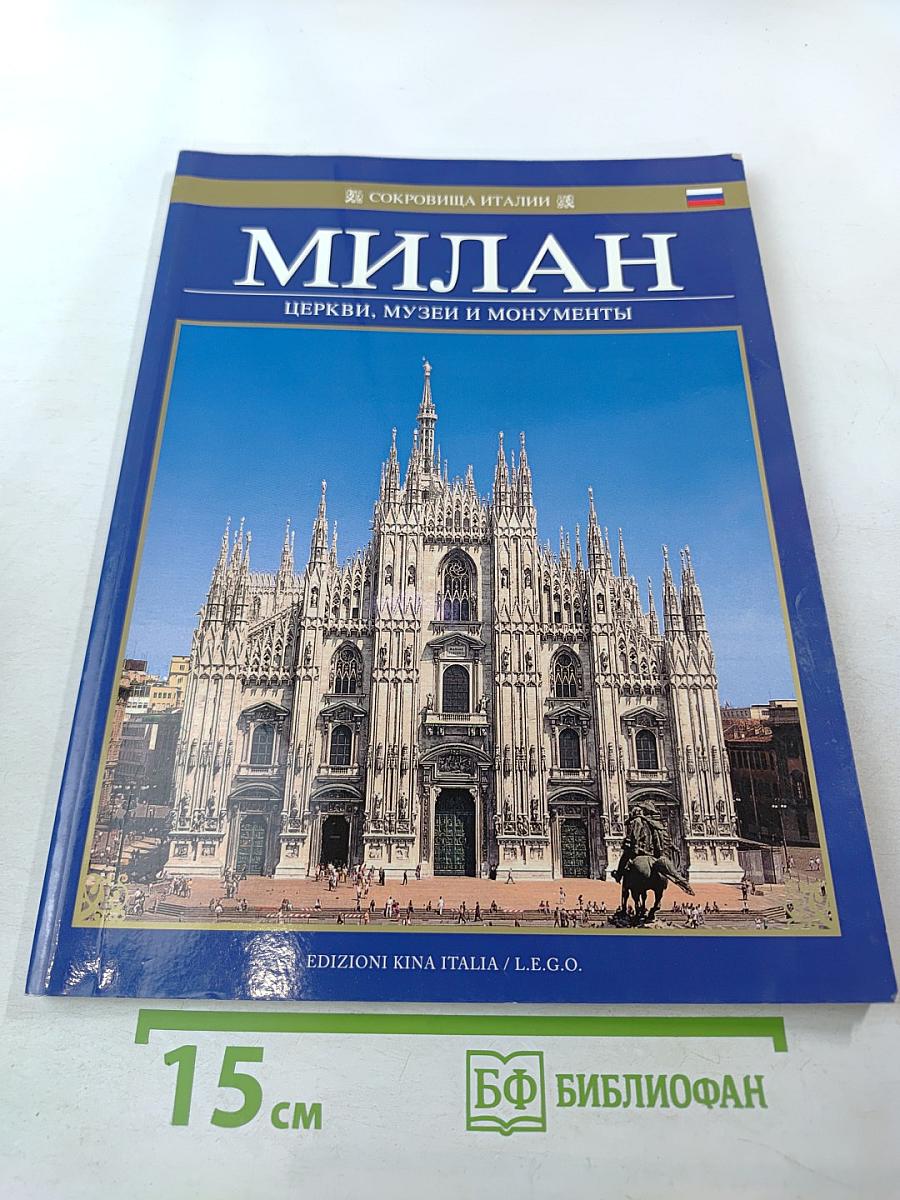 СОКРОВИЩА ИТАЛИИ
МИЛАН
ЦЕРКВИ, МУЗЕИ И МОНУМЕНТЫ
EDIZIONI KINA ITALIA / L.E.G.O.
15 см
БФ БИБЛИОФАН